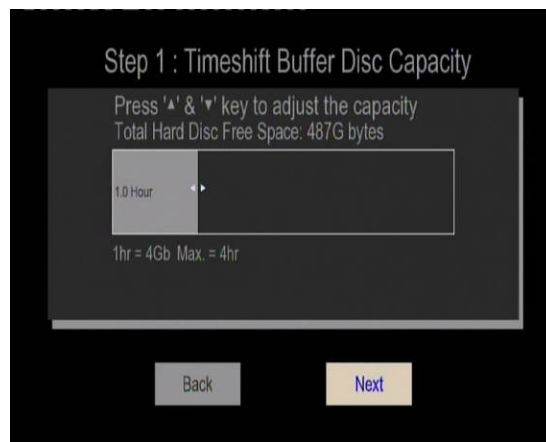 Step 1 : Timeshift Buffer Disc Capacity
Press '▲' & '▼' key to adjust the capacity
Total Hard Disc Free Space: 487G bytes
1.0 Hour
1hr = 4Gb Max. = 4hr
Back
Next